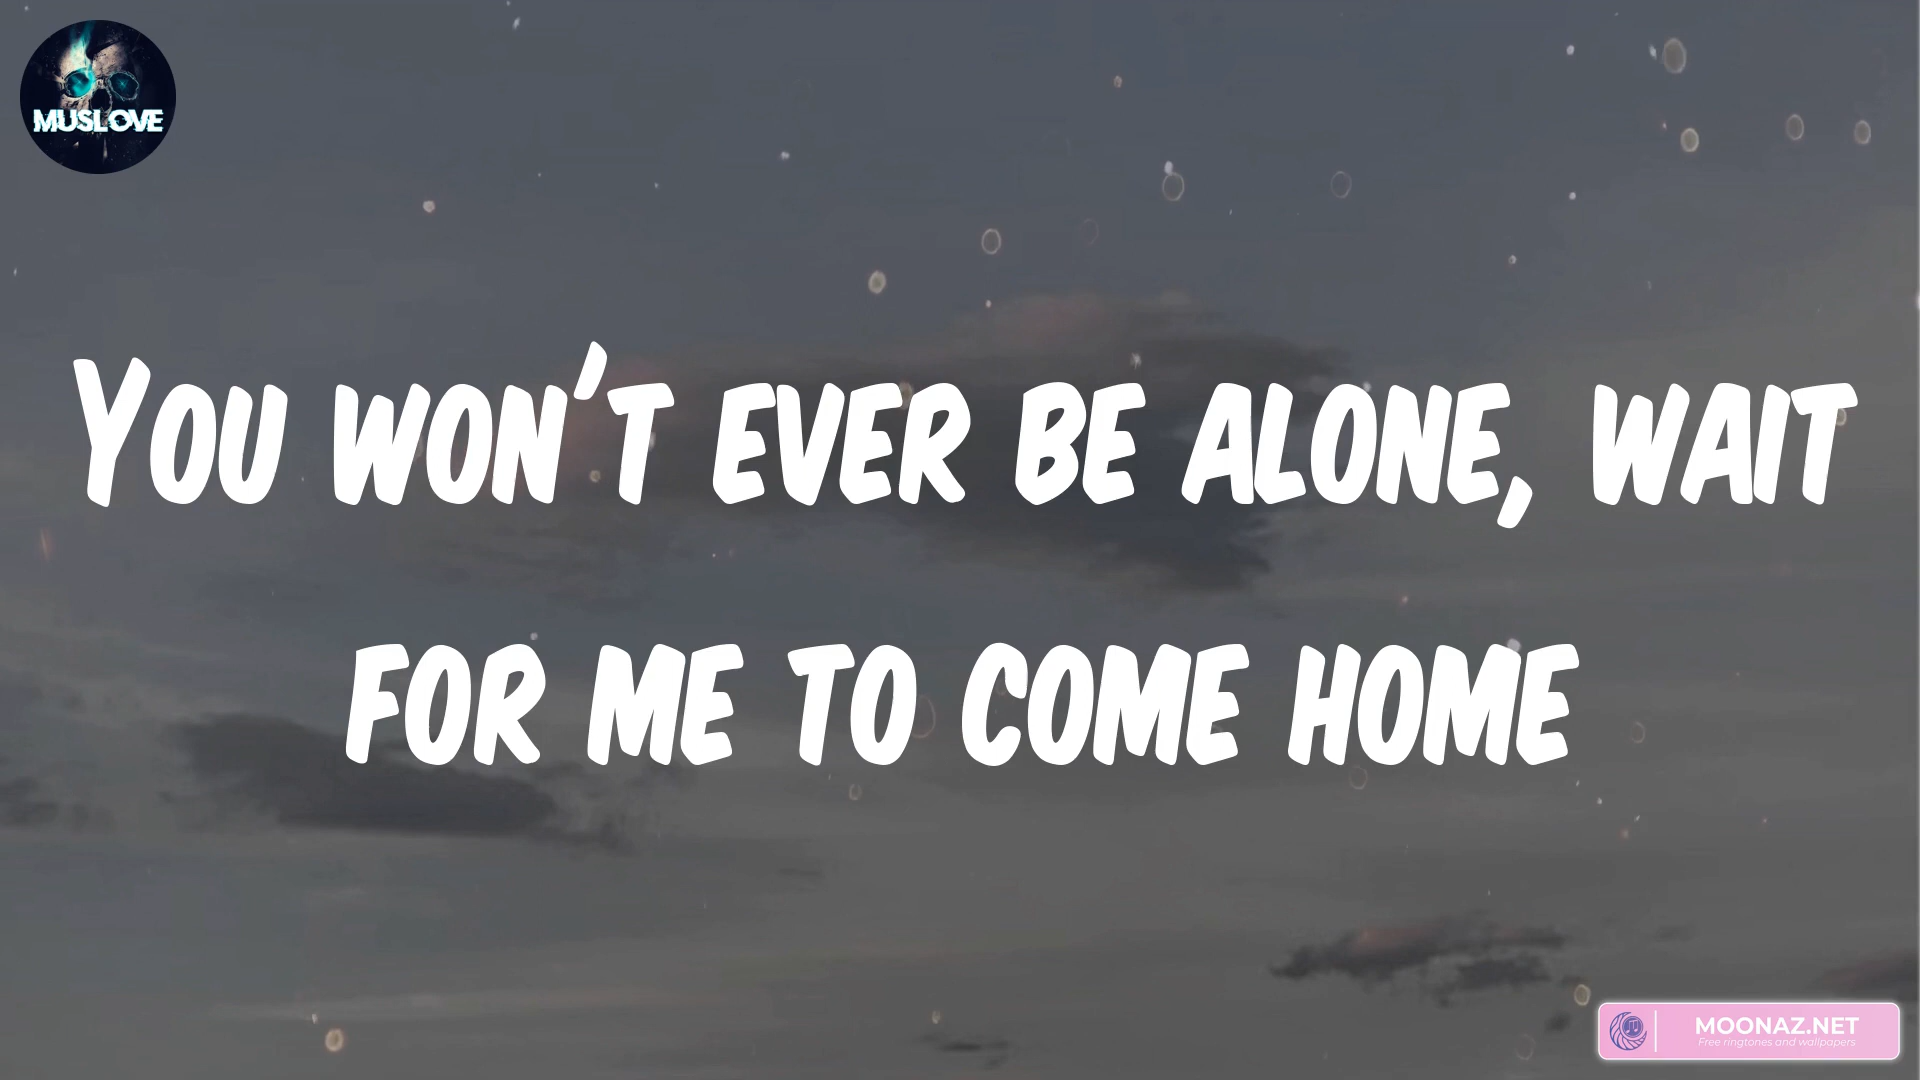 MUSLOVE
You won't ever be alone, wait
for me to come home
MOONAZ.NET
Free ringtones and wallpapers